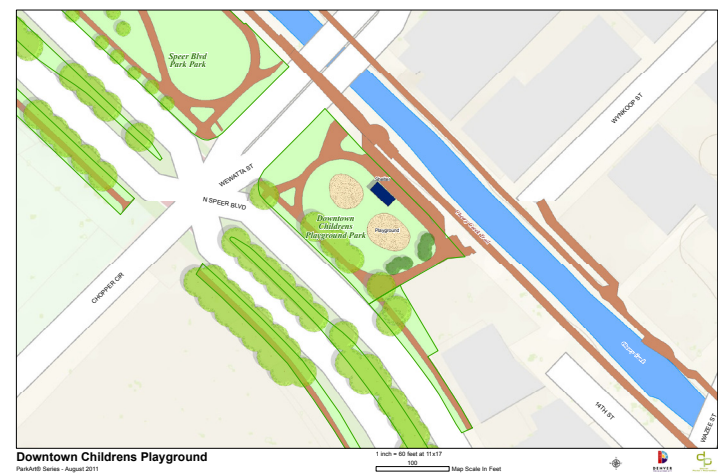 Speer Blvd
Park Park
WYNKOOP ST
WEWATTA ST
N SPEER BLVD
Downtown
Childrens
Playground Park
Playground
CHOPPER CIR
14TH ST
WAZEE ST
Downtown Childrens Playground
ParkArt® Series - August 2011
1 inch = 60 feet at 11x17
100
Map Scale In Feet
DENVER